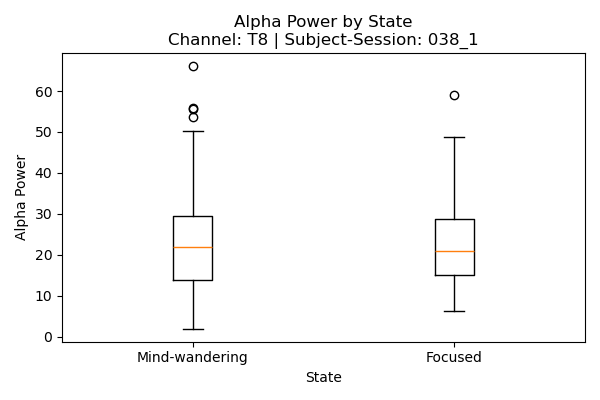 Alpha Power by State
Channel: T8 | Subject-Session: 038_1
Alpha Power
60
50
40
30
20
10
0
Mind-wandering
Focused
State